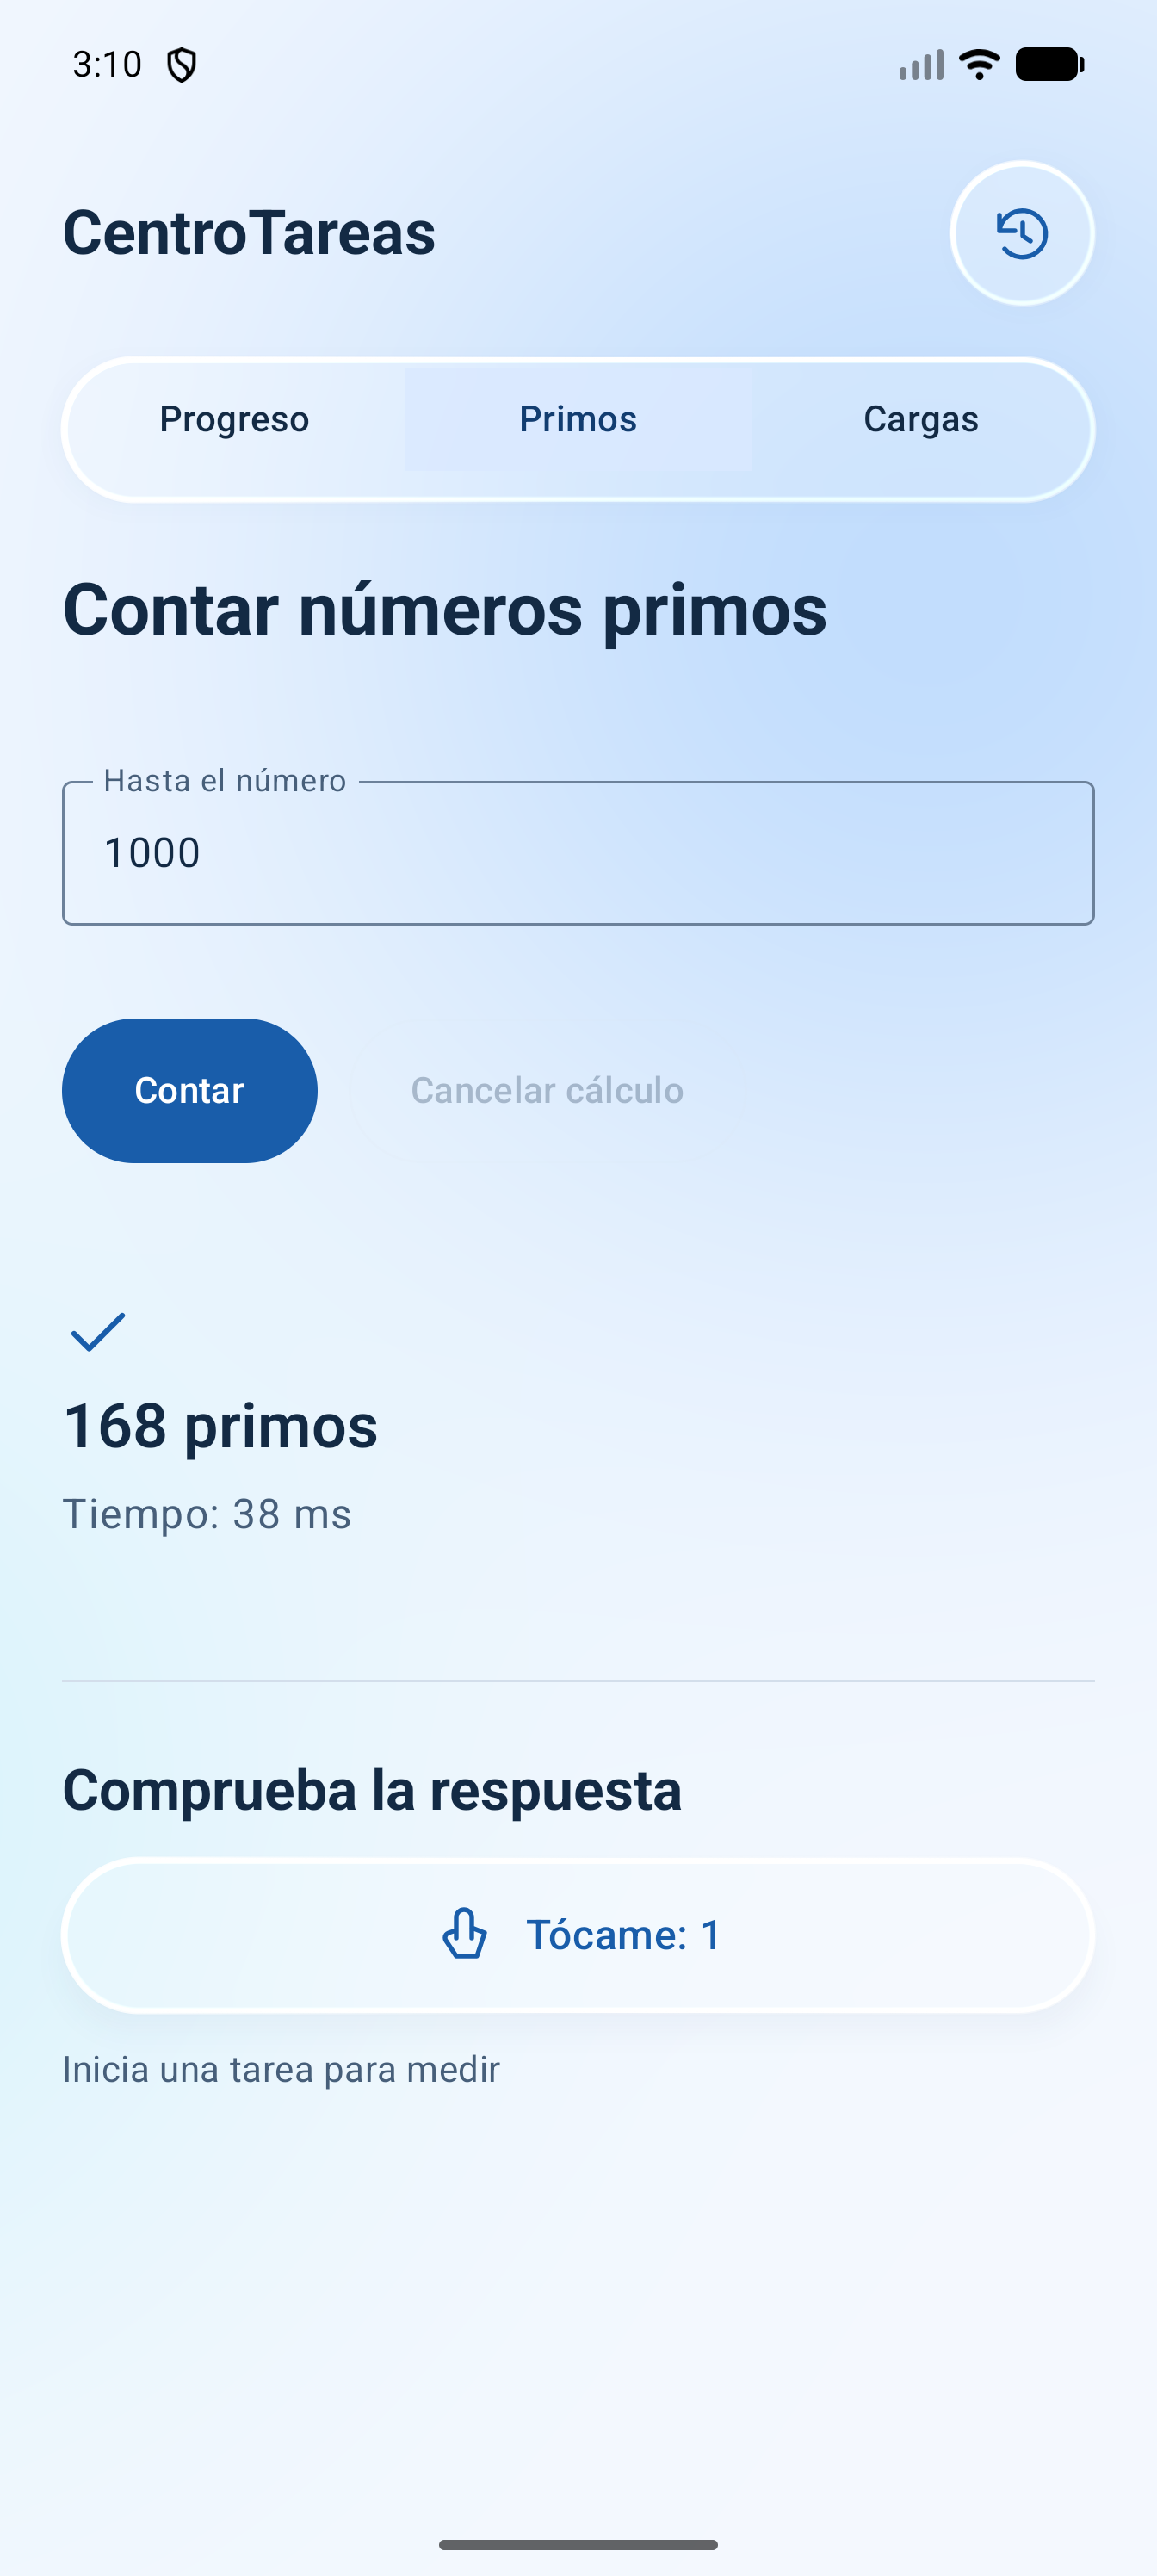 3:10
CentroTareas
Progreso Primos Cargas
Contar números primos
Hasta el número
1000
Contar Cancelar cálculo
168 primos
Tiempo: 38 ms
Comprueba la respuesta
Tócame: 1
Inicia una tarea para medir